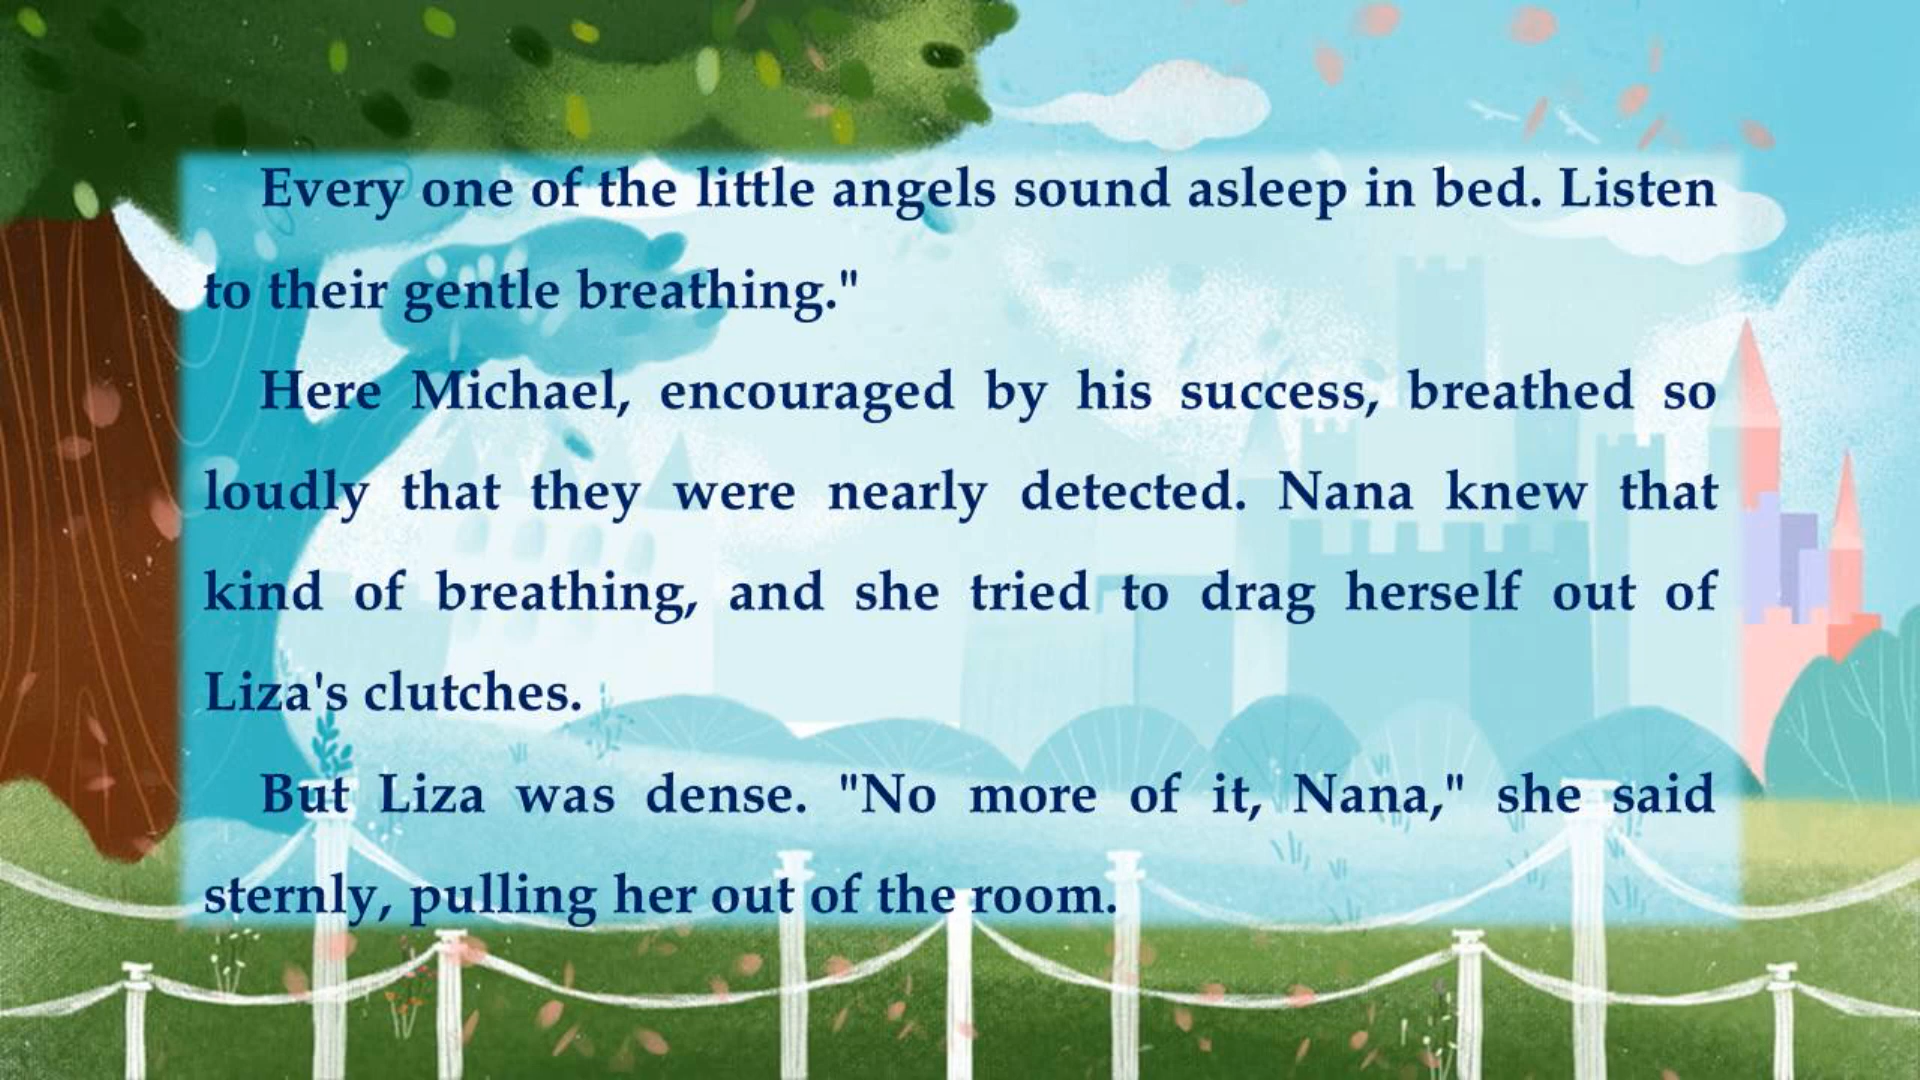 Every one of the little angels sound asleep in bed. Listen
to their gentle breathing."
Here Michael, encouraged by his success, breathed so
loudly that they were nearly detected. Nana knew that
kind of breathing, and she tried to drag herself out of
Liza's clutches.
But Liza was dense. "No more of it, Nana," she said
sternly, pulling her out of the room.